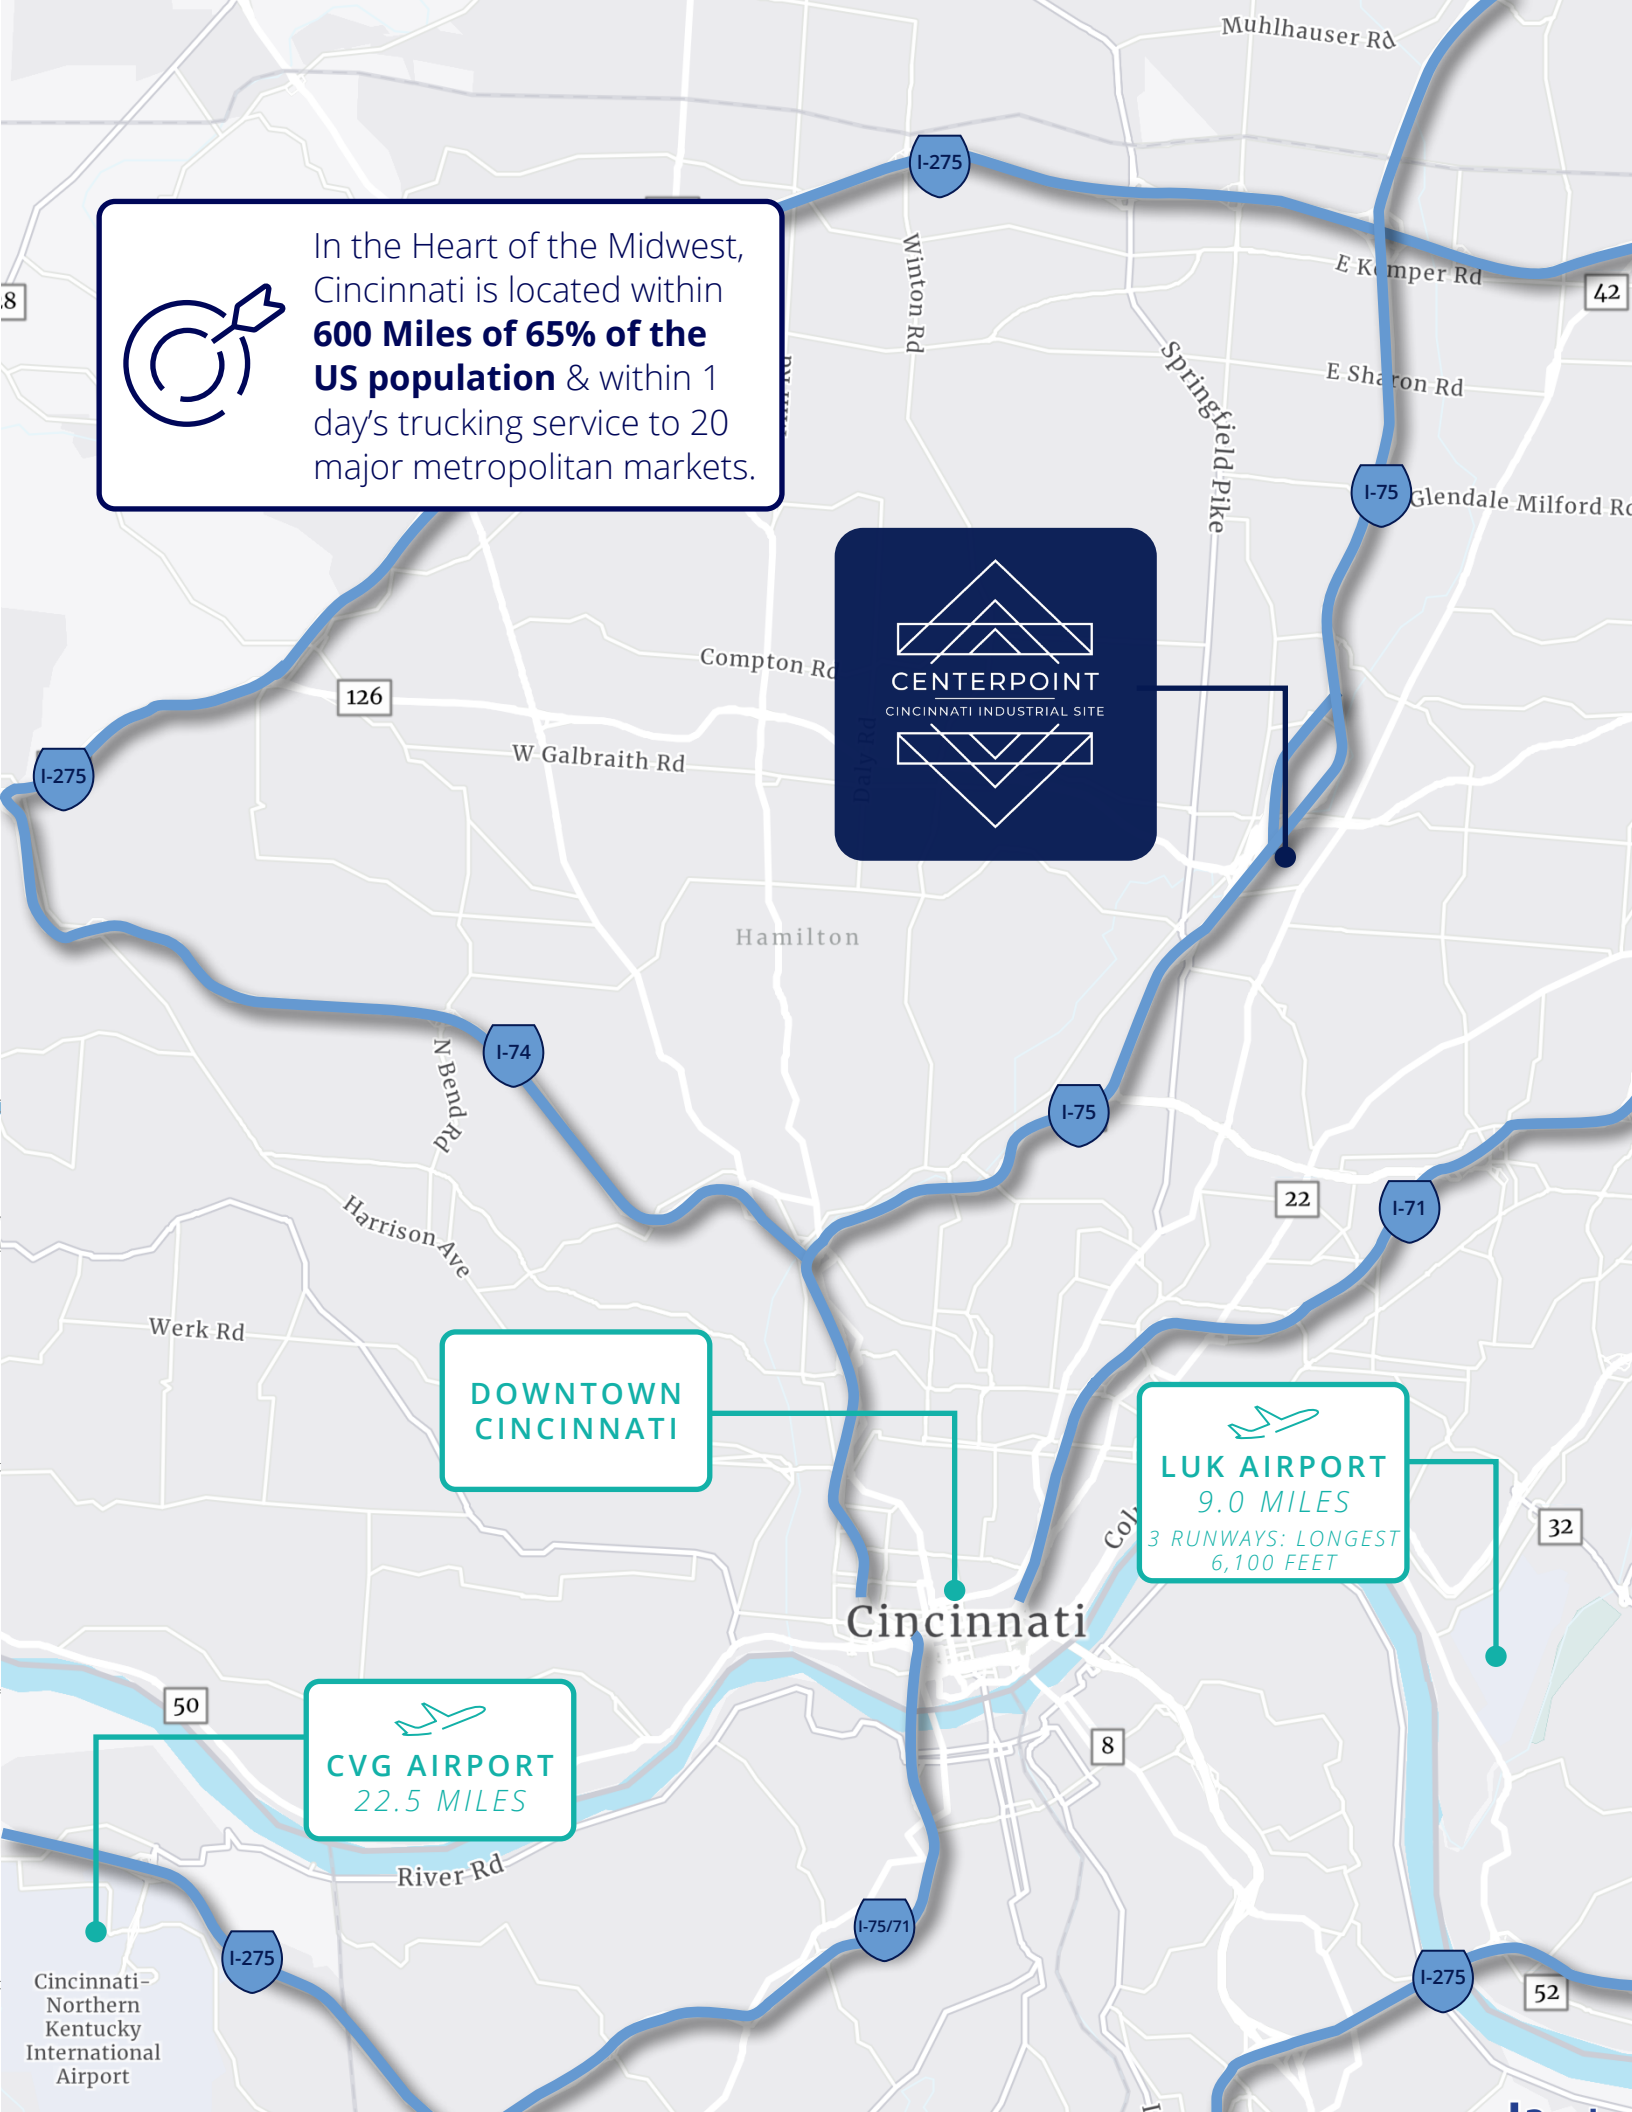 Muhlhauser Rd
I-275
In the Heart of the Midwest,
Cincinnati is located within
600 Miles of 65% of the
US population & within 1
day's trucking service to 20
major metropolitan markets.
Winton Rd
E Kemper Rd
42
Springfield Pike
E Sharon Rd
I-75
Glendale Milford Rd
CENTERPOINT
CINCINNATI INDUSTRIAL SITE
Compton Rd
126
Daly Rd
W Galbraith Rd
I-275
Hamilton
I-74
N Bend Rd
I-75
22
I-71
Harrison Ave
Werk Rd
DOWNTOWN
CINCINNATI
LUK AIRPORT
9.0 MILES
3 RUNWAYS: LONGEST
6,100 FEET
32
Cincinnati
50
CVG AIRPORT
22.5 MILES
8
River Rd
I-75/71
I-275
I-275
52
Cincinnati-
Northern
Kentucky
International
Airport